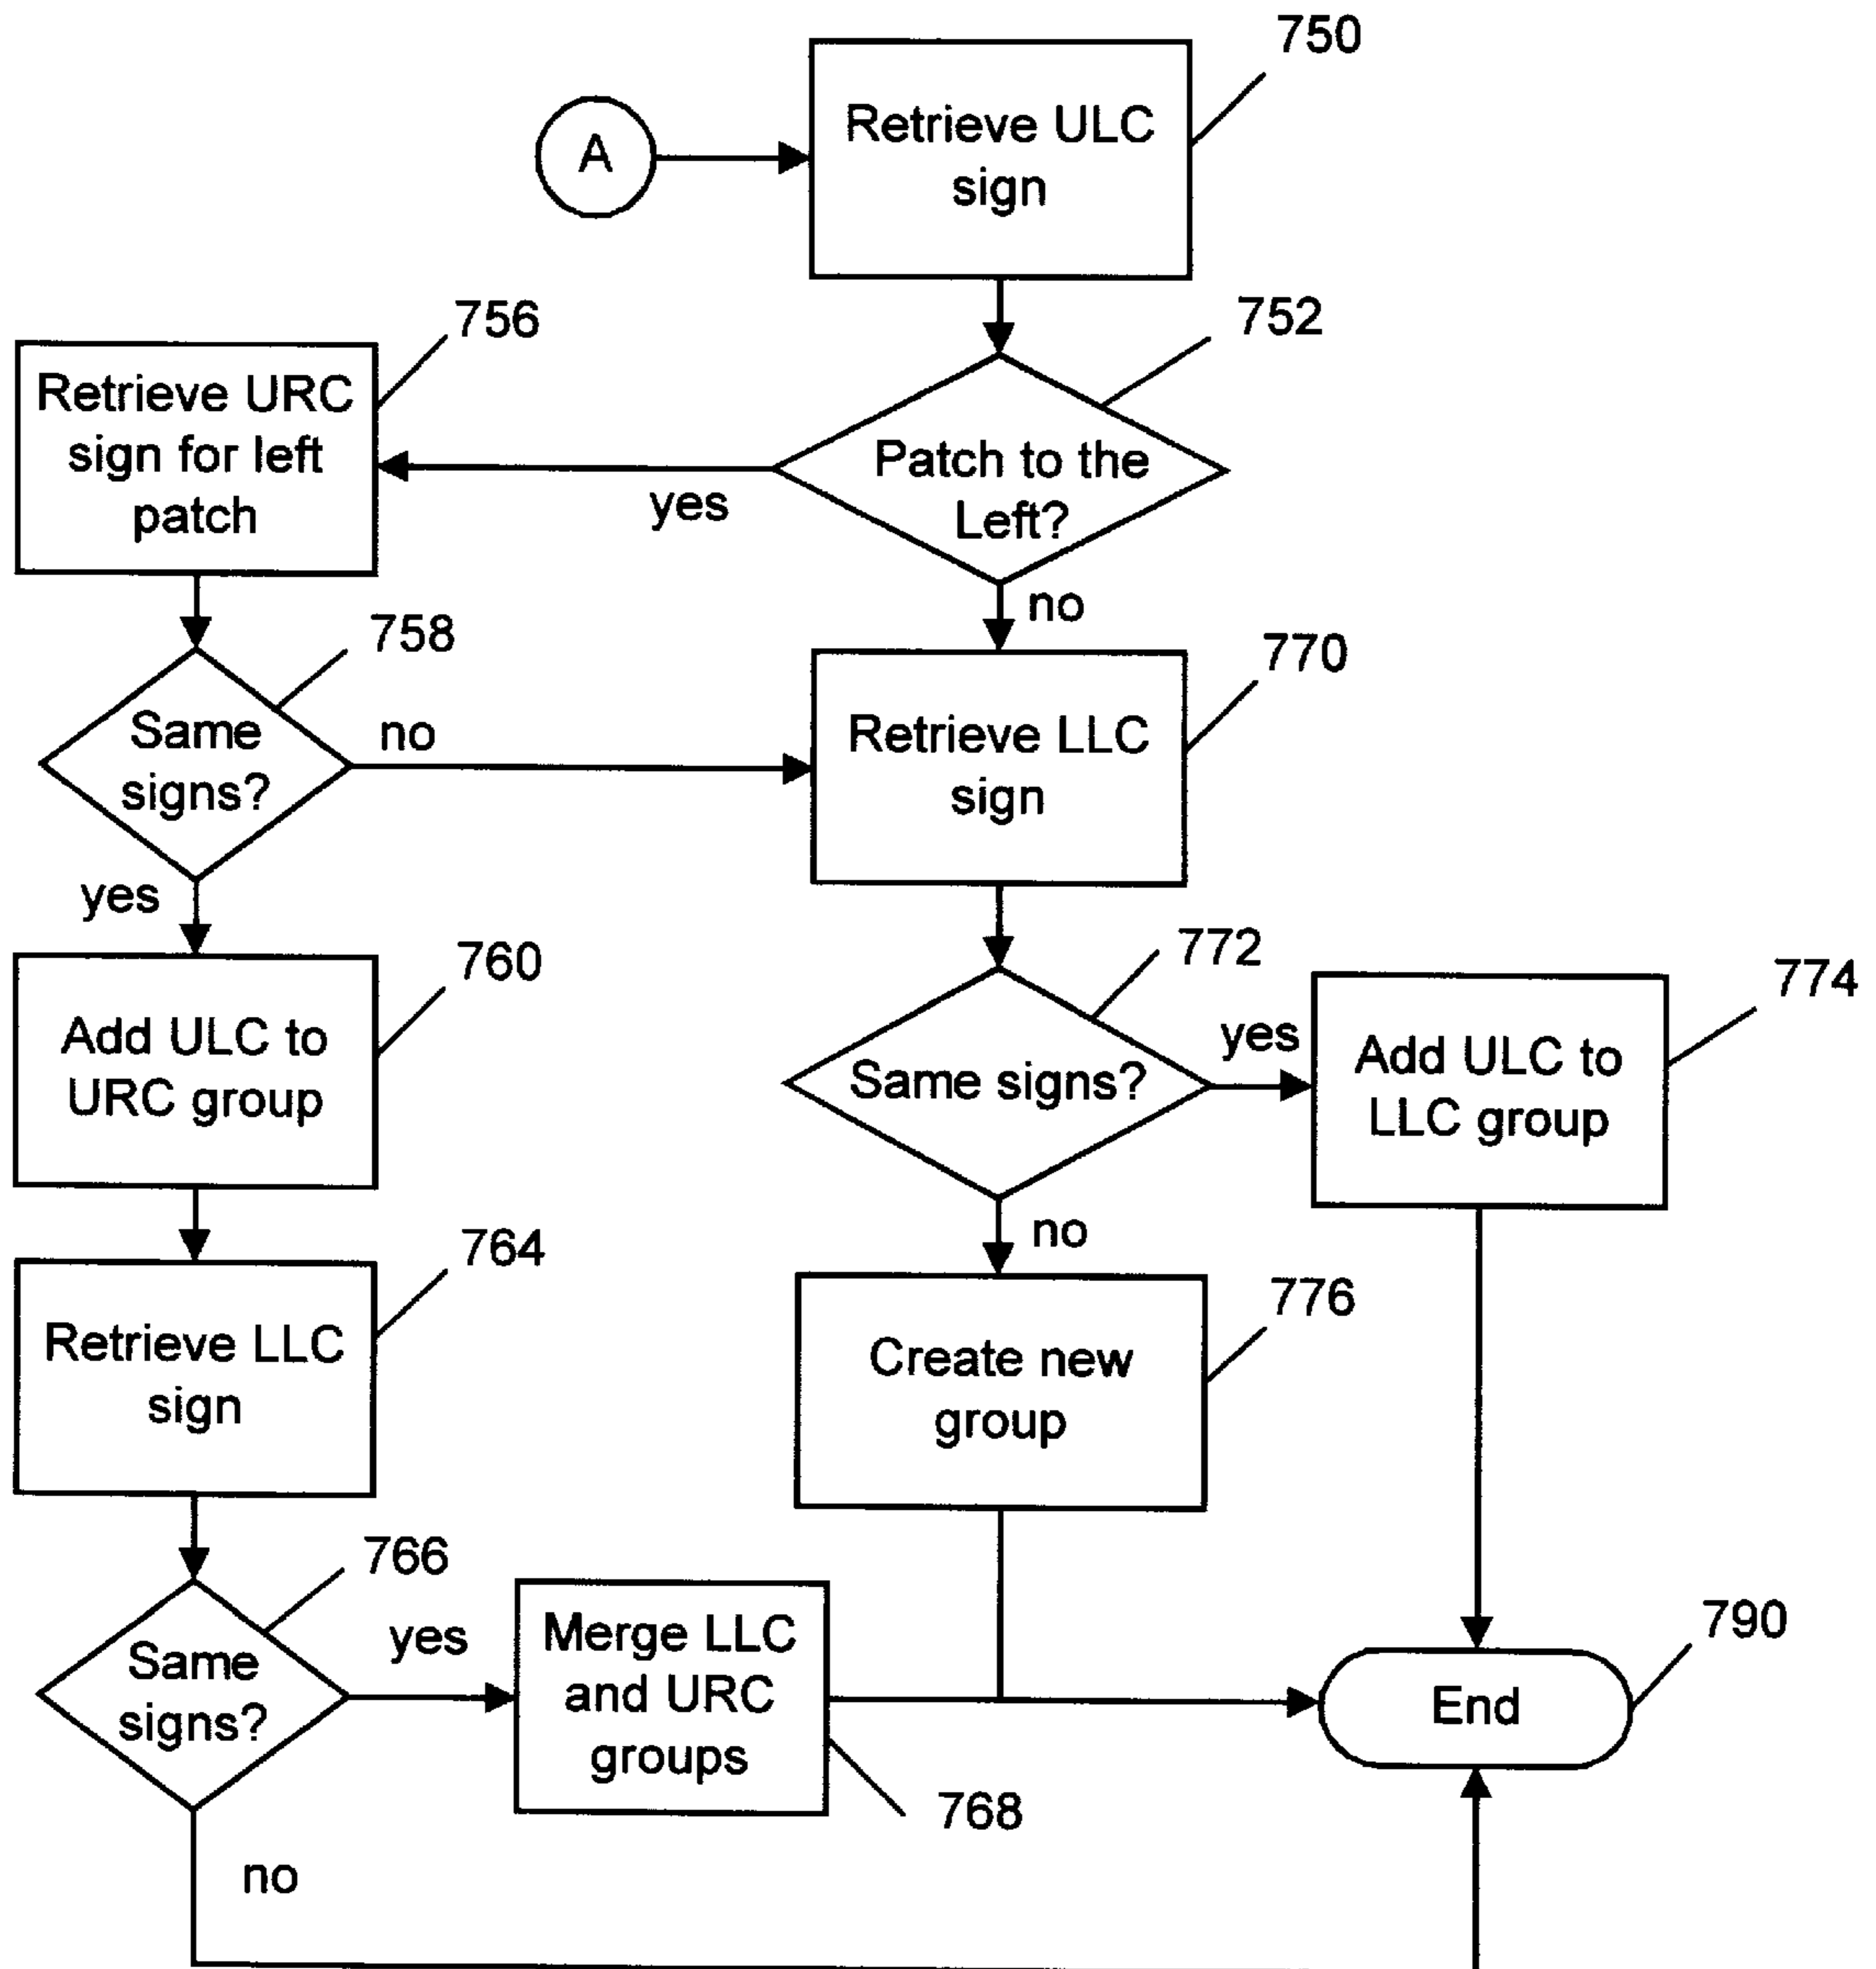 750
A
Retrieve ULC
sign
752
756
Retrieve URC
sign for left
patch
Patch to the
Left?
yes
no
758
770
Same
signs?
no
Retrieve LLC
sign
yes
760
772
774
Add ULC to
URC group
Same signs?
yes
Add ULC to
LLC group
no
764
776
Retrieve LLC
sign
Create new
group
766
Same
signs?
yes
Merge LLC
and URC
groups
790
End
768
no